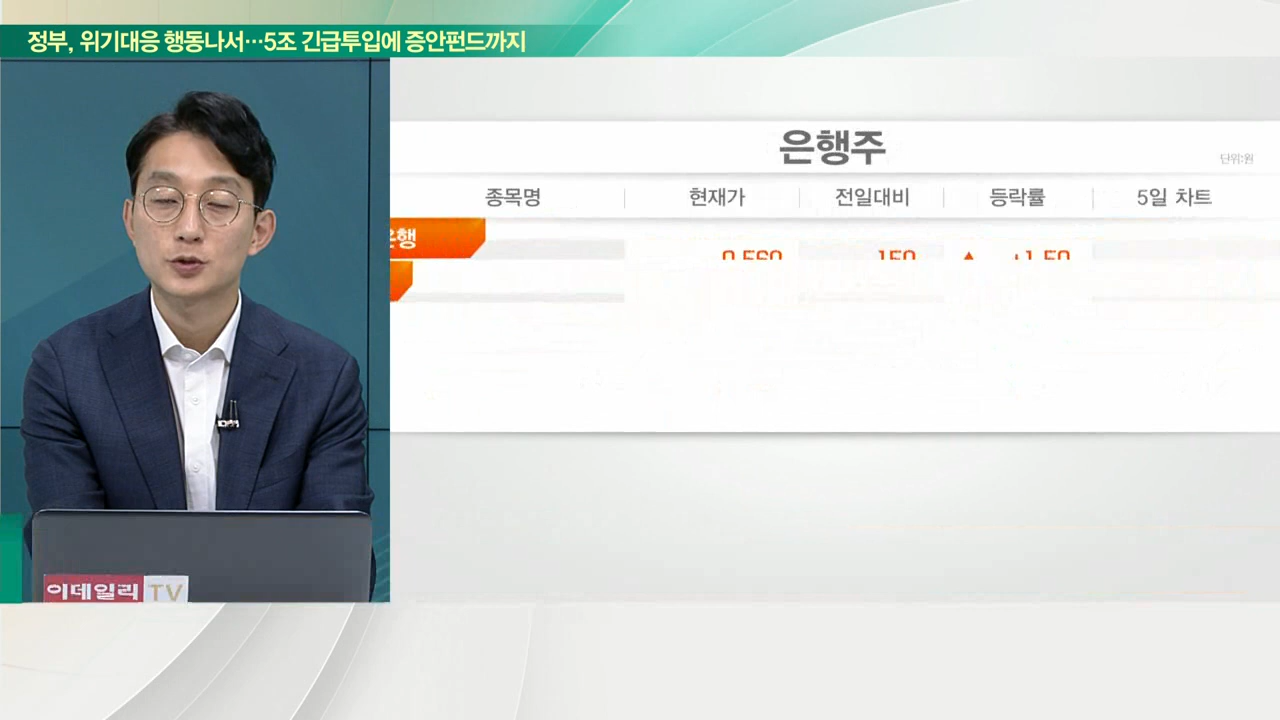 정부, 위기대응 행동나서…5조 긴급투입에 증안펀드까지
은행주
단위:원
종목명 현재가 전일대비 등락률 5일 차트
이데일리 TV